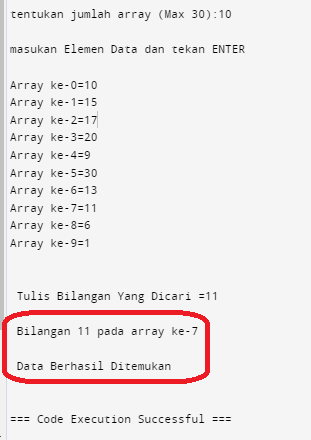 tentukan jumlah array (Max 30):10
masukan Elemen Data dan tekan ENTER
Array ke-0=10
Array ke-1=15
Array ke-2=17
Array ke-3=20
Array ke-4=9
Array ke-5=30
Array ke-6=13
Array ke-7=11
Array ke-8=6
Array ke-9=1
Tulis Bilangan Yang Dicari =11
Bilangan 11 pada array ke-7
Data Berhasil Ditemukan
=== Code Execution Successful ===